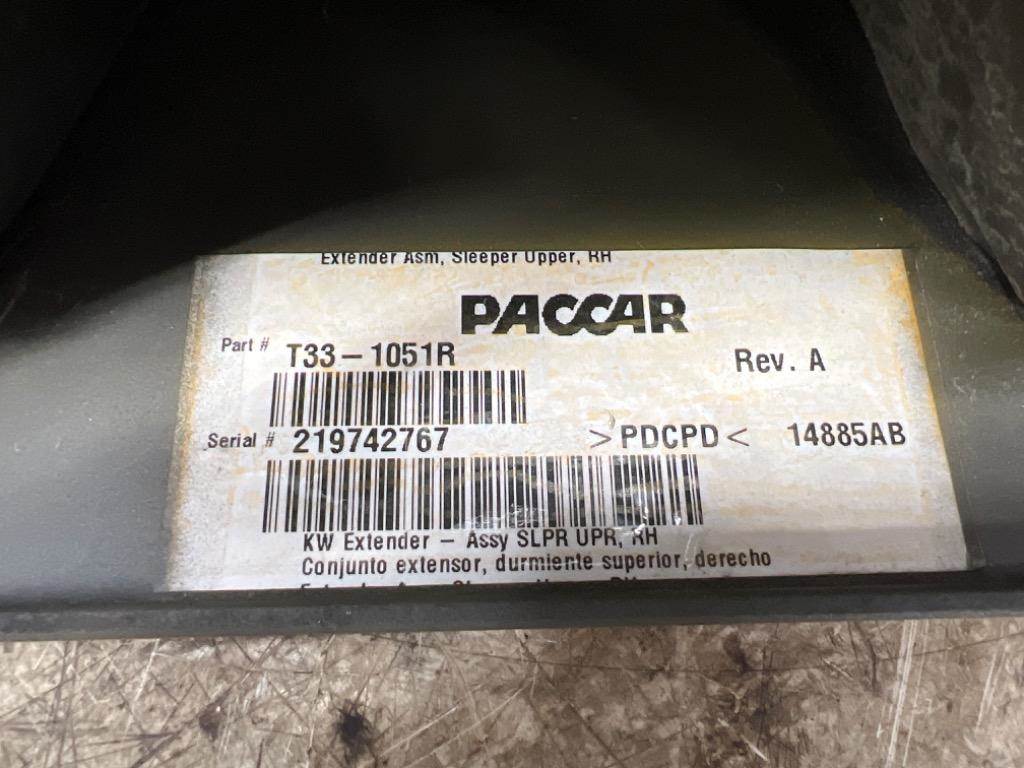 Extender Asm, Sleeper Upper, RH
PACCAR
Part # T33-1051R Rev. A
Serial # 219742767 >PDCPD< 14885AB
KW Extender - Assy SLPR UPR, RH
Conjunto extensor, durmiente superior, derecho